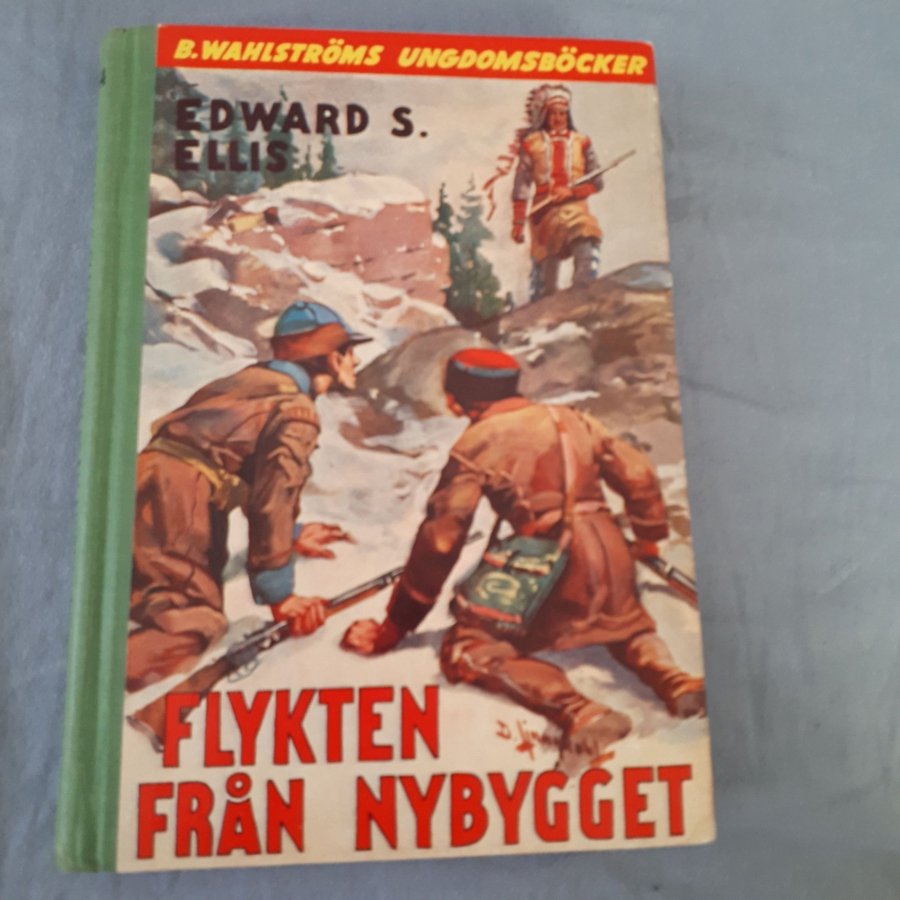 B. WAHLSTRÖMS UNGDOMSBÖCKER
EDWARD S.
ELLIS
FLYKTEN
FRÅN NYBYGGET